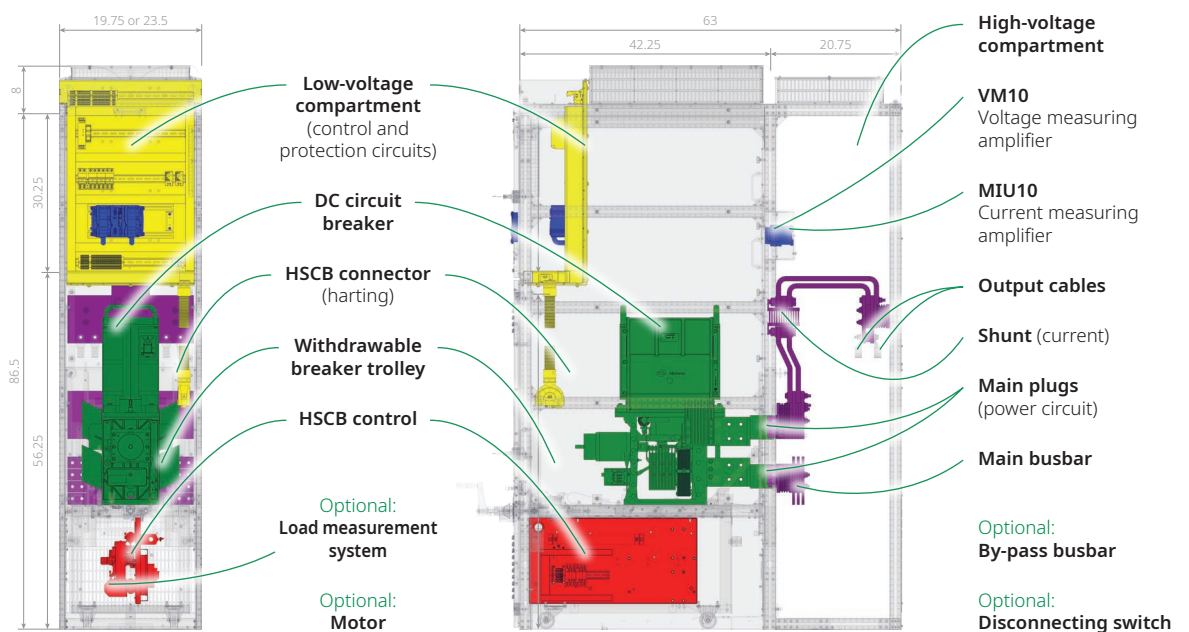 19.75 or 23.5
8
30.25
86.5
56.25
Low-voltage
compartment
(control and
protection circuits)
DC circuit
breaker
HSCB connector
(harting)
Withdrawable
breaker trolley
HSCB control
Optional:
Load measurement
system
Optional:
Motor
63
42.25
20.75
High-voltage
compartment
VM10
Voltage measuring
amplifier
MIU10
Current measuring
amplifier
Output cables
Shunt (current)
Main plugs
(power circuit)
Main busbar
Optional:
By-pass busbar
Optional:
Disconnecting switch